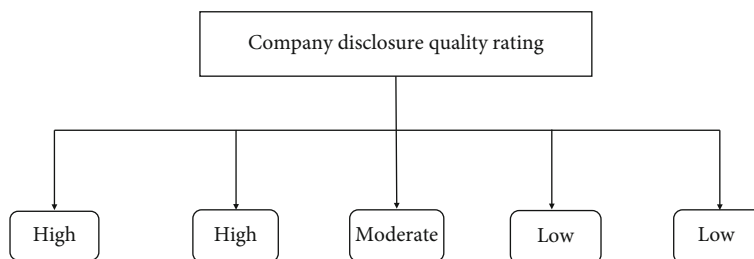 Company disclosure quality rating
High
High
Moderate
Low
Low